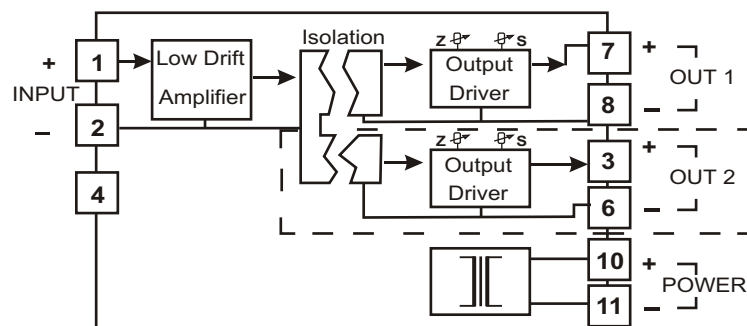 Isolation
+
INPUT
−
1
2
4
Low Drift
Amplifier
Z
S
Output
Driver
7
+
8
−
OUT 1
Z
S
Output
Driver
3
+
6
−
OUT 2
10
+
11
−
POWER